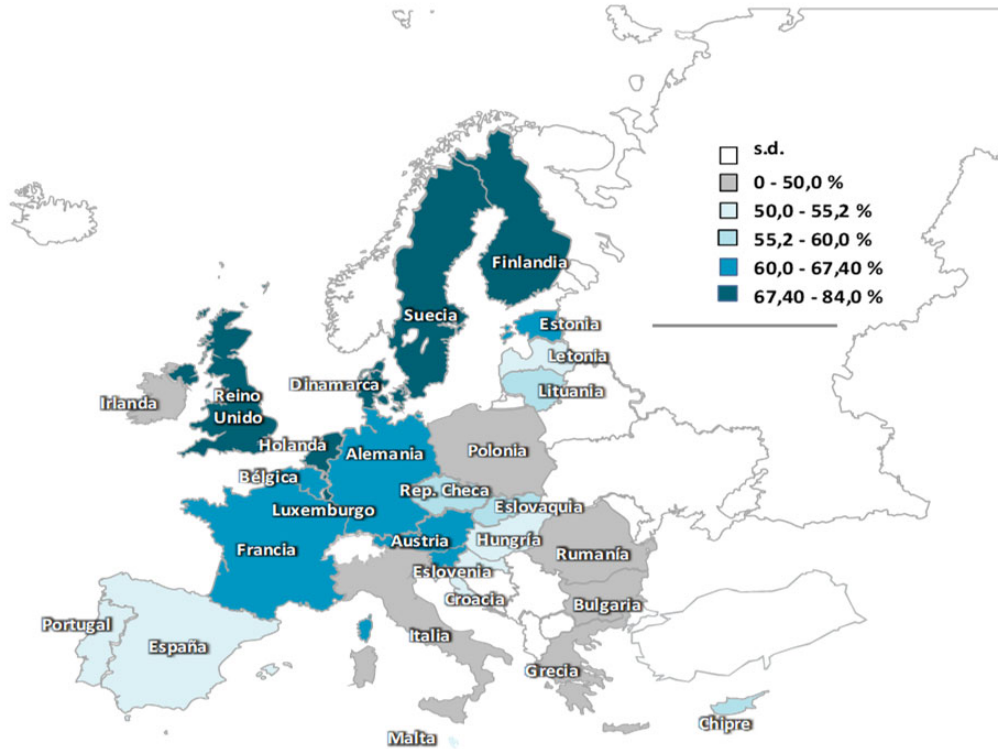 s.d.
0 - 50,0 %
50,0 - 55,2 %
55,2 - 60,0 %
60,0 - 67,40 %
67,40 - 84,0 %
Finlandia
Suecia
Estonia
Letonia
Lituania
Dinamarca
Irlanda
Reino
Unido
Holanda
Alemania
Polonia
Bélgica
Rep. Checa
Eslovaquia
Luxemburgo
Austria
Hungría
Francia
Rumanía
Eslovenia
Croacia
Bulgaria
Portugal
España
Italia
Grecia
Chipre
Malta